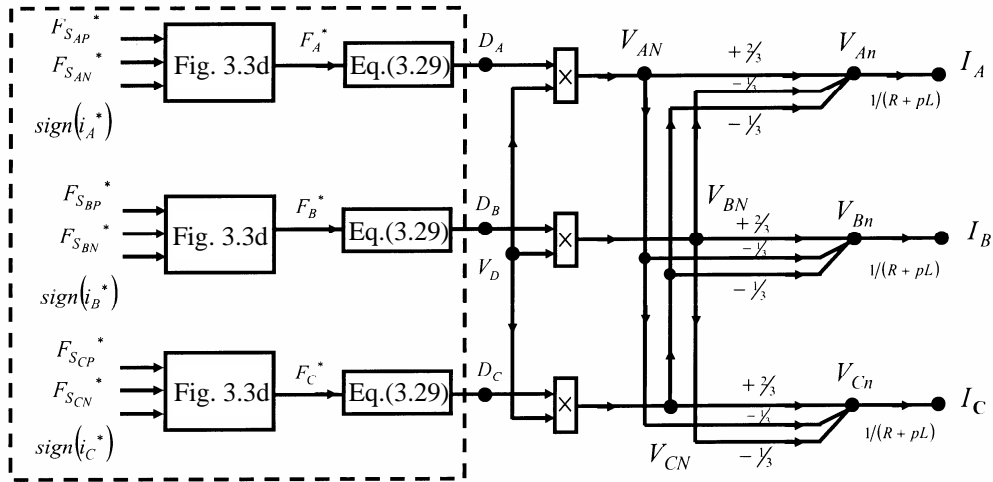 F_{S_{AP}}^*
F_{S_{AN}}^*
sign(i_A^*)
Fig. 3.3d
F_A^*
Eq.(3.29)
D_A
×
V_{AN}
+ 2/3
- 1/3
- 1/3
V_{An}
1/(R + pL)
I_A
F_{S_{BP}}^*
F_{S_{BN}}^*
sign(i_B^*)
Fig. 3.3d
F_B^*
Eq.(3.29)
D_B
V_D
×
V_{BN}
+ 2/3
- 1/3
- 1/3
V_{Bn}
1/(R + pL)
I_B
F_{S_{CP}}^*
F_{S_{CN}}^*
sign(i_C^*)
Fig. 3.3d
F_C^*
Eq.(3.29)
D_C
×
V_{CN}
+ 2/3
- 1/3
- 1/3
V_{Cn}
1/(R + pL)
I_C